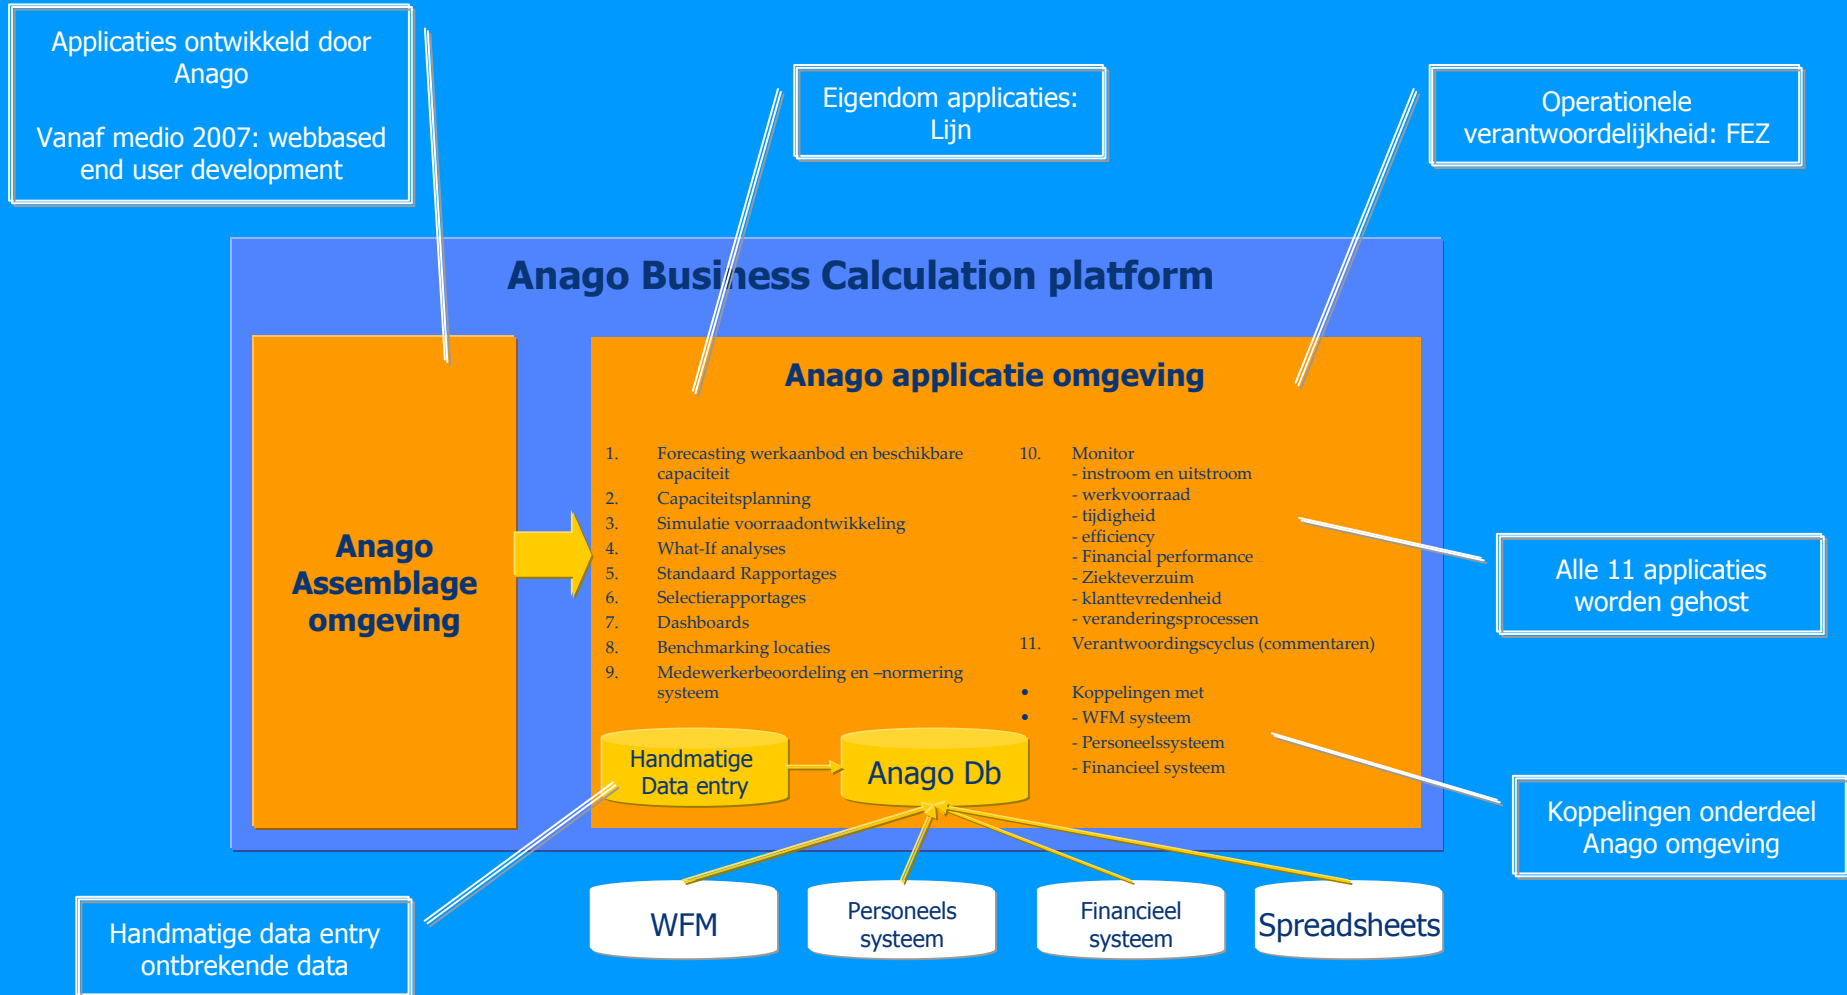 Applicaties ontwikkeld door
Anago
Vanaf medio 2007: webbased
end user development
Eigendom applicaties:
Lijn
Operationele
verantwoordelijkheid: FEZ
Anago Business Calculation platform
Anago
Assemblage
omgeving
Anago applicatie omgeving
1. Forecasting werkaanbod en beschikbare
capaciteit
2. Capaciteitsplanning
3. Simulatie voorraadontwikkeling
4. What-If analyses
5. Standaard Rapportages
6. Selectierapportages
7. Dashboards
8. Benchmarking locaties
9. Medewerkerbeoordeling en –normering
systeem
10. Monitor
- instroom en uitstroom
- werkvoorraad
- tijdigheid
- efficiency
- Financial performance
- Ziekteverzuim
- klanttevredenheid
- veranderingsprocessen
11. Verantwoordingscyclus (commentaren)
• Koppelingen met
• - WFM systeem
- Personeelssysteem
- Financieel systeem
Alle 11 applicaties
worden gehost
Handmatige
Data entry
Anago Db
Koppelingen onderdeel
Anago omgeving
WFM
Personeels
systeem
Financieel
systeem
Spreadsheets
Handmatige data entry
ontbrekende data